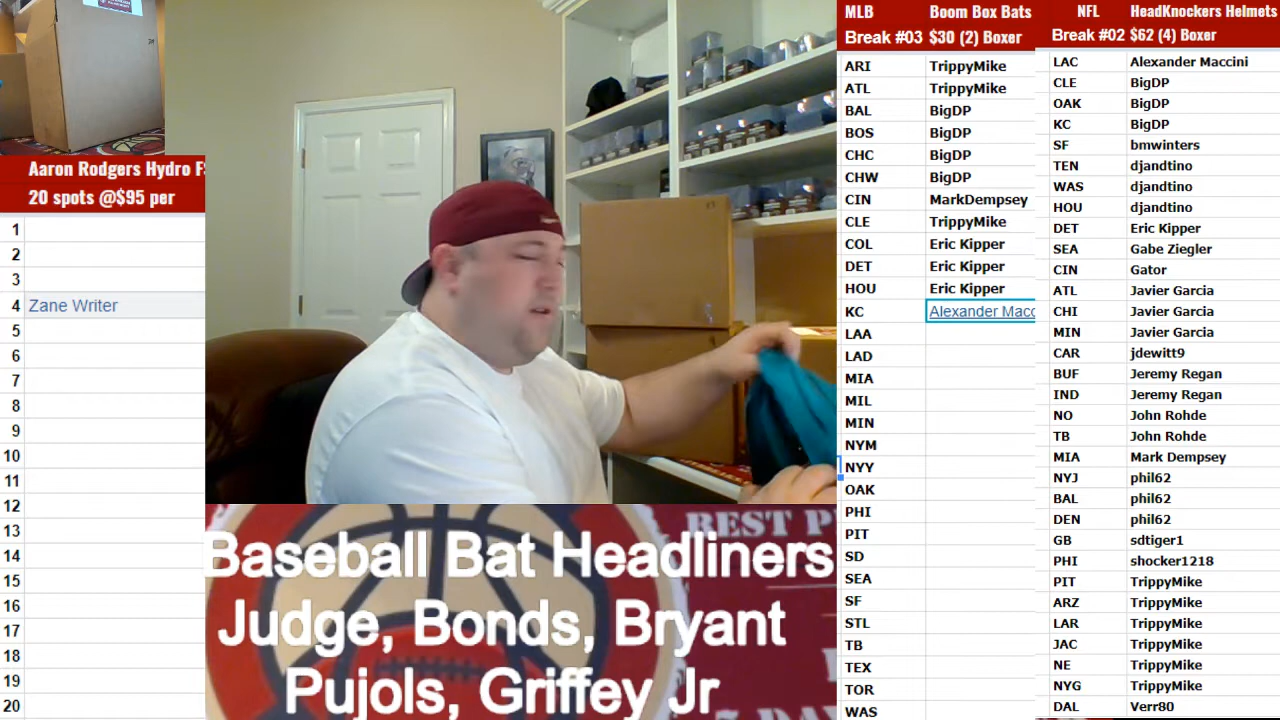 Aaron Rodgers Hydro F
20 spots @$95 per
1
2
3
4 Zane Writer
5
6
7
8
9
10
11
12
13
14
15
16
17
18
19
20
Baseball Bat Headliners
Judge, Bonds, Bryant
Pujols, Griffey Jr
BEST P
MLB Boom Box Bats
Break #03 $30 (2) Boxer
ARI TrippyMike
ATL TrippyMike
BAL BigDP
BOS BigDP
CHC BigDP
CHW BigDP
CIN MarkDempsey
CLE TrippyMike
COL Eric Kipper
DET Eric Kipper
HOU Eric Kipper
KC Alexander Macc
LAA
LAD
MIA
MIL
MIN
NYM
NYY
OAK
PHI
PIT
SD
SEA
SF
STL
TB
TEX
TOR
WAS
NFL HeadKnockers Helmets
Break #02 $62 (4) Boxer
LAC Alexander Maccini
CLE BigDP
OAK BigDP
KC BigDP
SF bmwinters
TEN djandtino
WAS djandtino
HOU djandtino
DET Eric Kipper
SEA Gabe Ziegler
CIN Gator
ATL Javier Garcia
CHI Javier Garcia
MIN Javier Garcia
CAR jdewitt9
BUF Jeremy Regan
IND Jeremy Regan
NO John Rohde
TB John Rohde
MIA Mark Dempsey
NYJ phil62
BAL phil62
DEN phil62
GB sdtiger1
PHI shocker1218
PIT TrippyMike
ARZ TrippyMike
LAR TrippyMike
JAC TrippyMike
NE TrippyMike
NYG TrippyMike
DAL Verr80